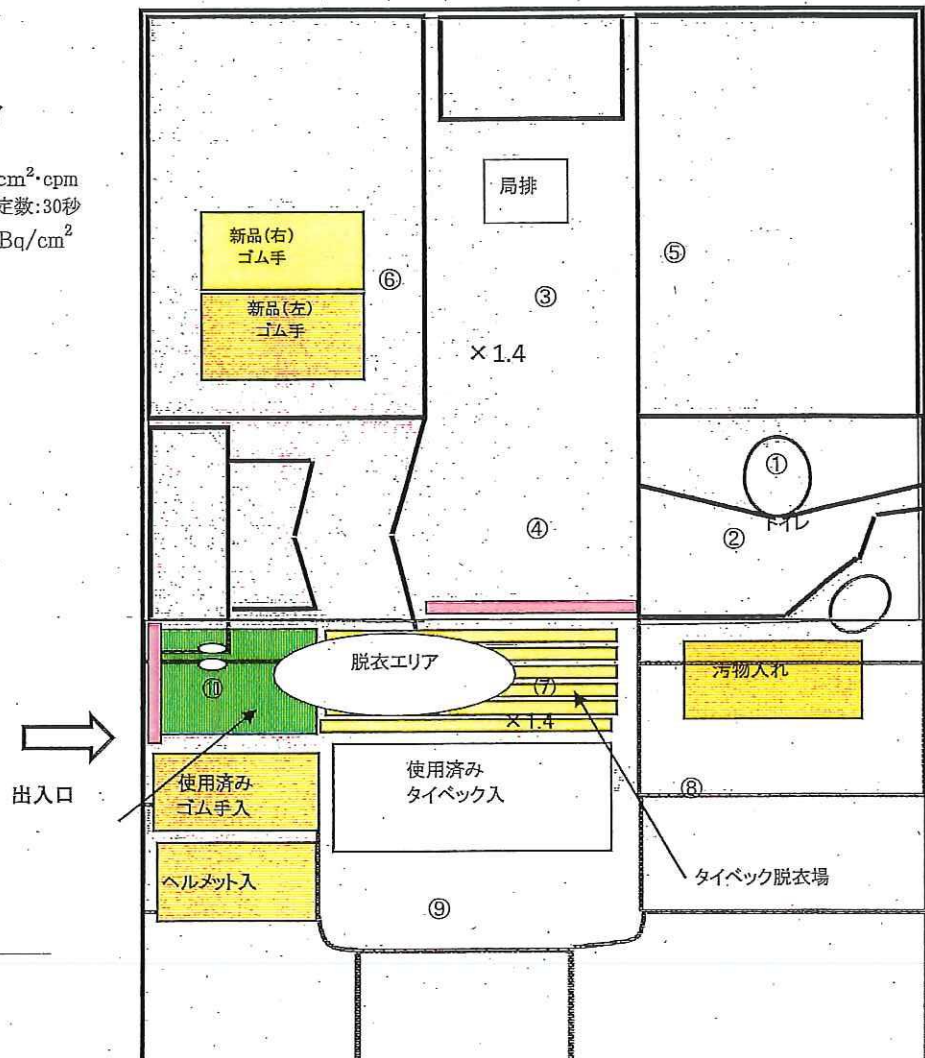 cm²・cpm
定数:30秒
Bq/cm²
局排
新品(右)
ゴム手
⑥
⑤
③
新品(左)
ゴム手
×1.4
①
トイレ
④
②
脱衣エリア
汚物入れ
⑩
(7)
×1.4
使用済み
タイベック入
出入口
使用済み
ゴム手入
⑧
ヘルメット入
タイベック脱衣場
⑨